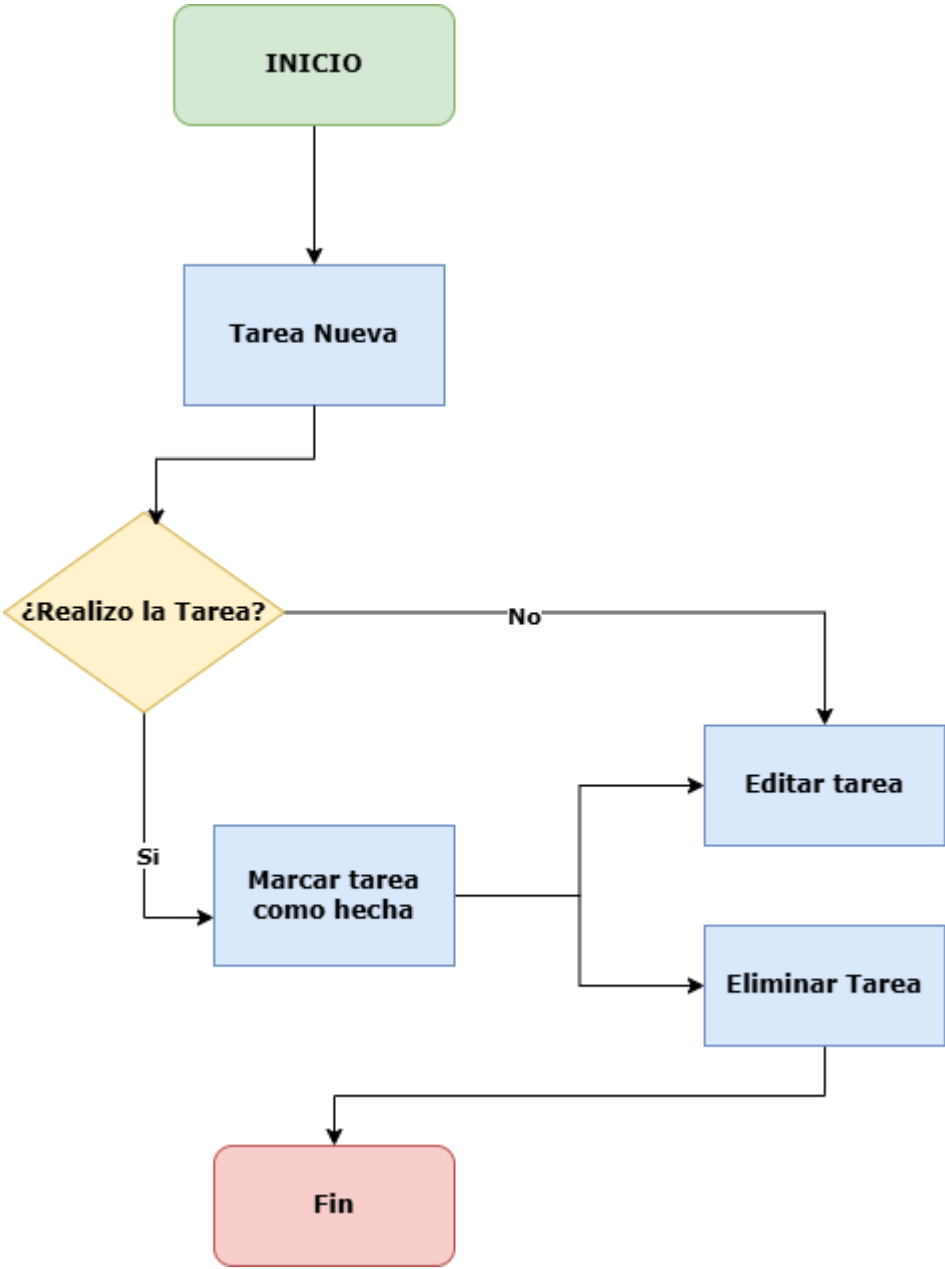 INICIO
Tarea Nueva
¿Realizo la Tarea?
No
Editar tarea
Si
Marcar tarea
como hecha
Eliminar Tarea
Fin